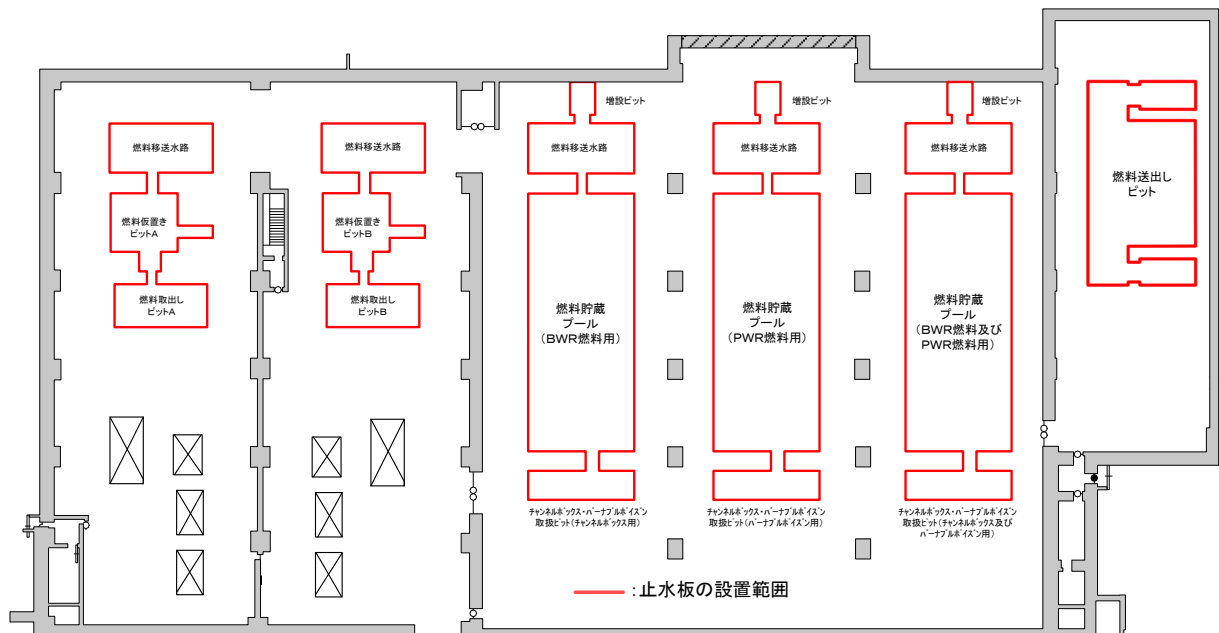 増設ピット
増設ピット
増設ピット
燃料移送水路
燃料移送水路
燃料移送水路
燃料移送水路
燃料移送水路
燃料送出し
ピット
燃料仮置き
ピットA
燃料仮置き
ピットB
燃料取出し
ピットA
燃料取出し
ピットB
燃料貯蔵
プール
(BWR燃料用)
燃料貯蔵
プール
(PWR燃料用)
燃料貯蔵
プール
(BWR燃料及び
PWR燃料用)
チャンネルボックス・バーナブルポイズン
取扱ピット(チャンネルボックス用)
チャンネルボックス・バーナブルポイズン
取扱ピット(バーナブルポイズン用)
チャンネルボックス・バーナブルポイズン
取扱ピット(チャンネルボックス及び
バーナブルポイズン用)
:止水板の設置範囲